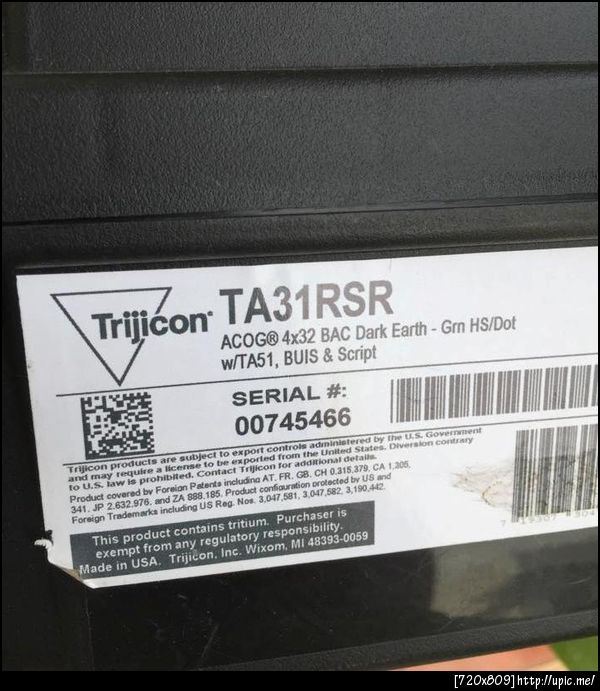 Trijicon®
TA31RSR
ACOG® 4x32 BAC Dark Earth - Grn HS/Dot
w/TA51, BUIS & Script
SERIAL #:
00745466
Trijicon products are subject to export controls administered by the U.S. Government
and may require a license to be exported from the United States. Diversion contrary
to U.S. law is prohibited. Contact Trijicon for additional details.
Product covered by Foreign Patents including AT. FR. GB. CH 0.315,379, CA 1,305,
341. JP 2.632,976, and ZA 888,185. Product configuration protected by US and
Foreign Trademarks including US Reg. Nos. 3,047,581, 3,047,582, 3,190,442.
This product contains tritium. Purchaser is
exempt from any regulatory responsibility.
Made in USA. Trijicon, Inc. Wixom, MI 48393-0059
7 19307
[720x809]http://upic.me/